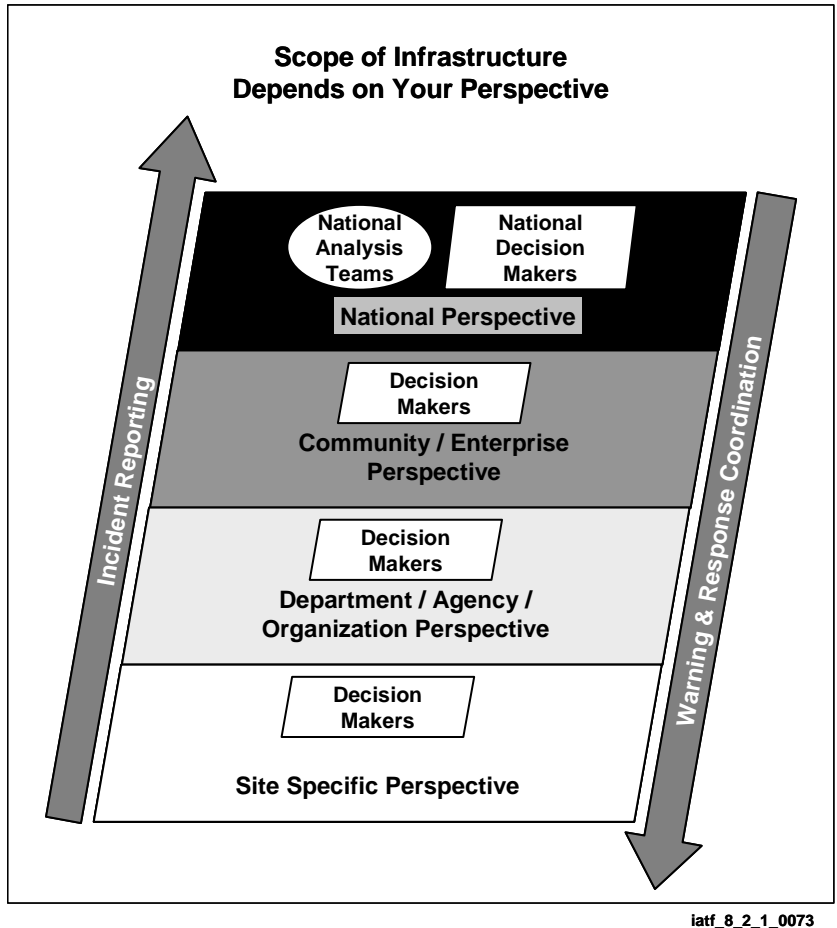 Scope of Infrastructure
Depends on Your Perspective
National
Analysis
Teams
National
Decision
Makers
National Perspective
Decision
Makers
Community / Enterprise
Perspective
Decision
Makers
Department / Agency /
Organization Perspective
Decision
Makers
Site Specific Perspective
Incident Reporting
Warning & Response Coordination
iatf_8_2_1_0073